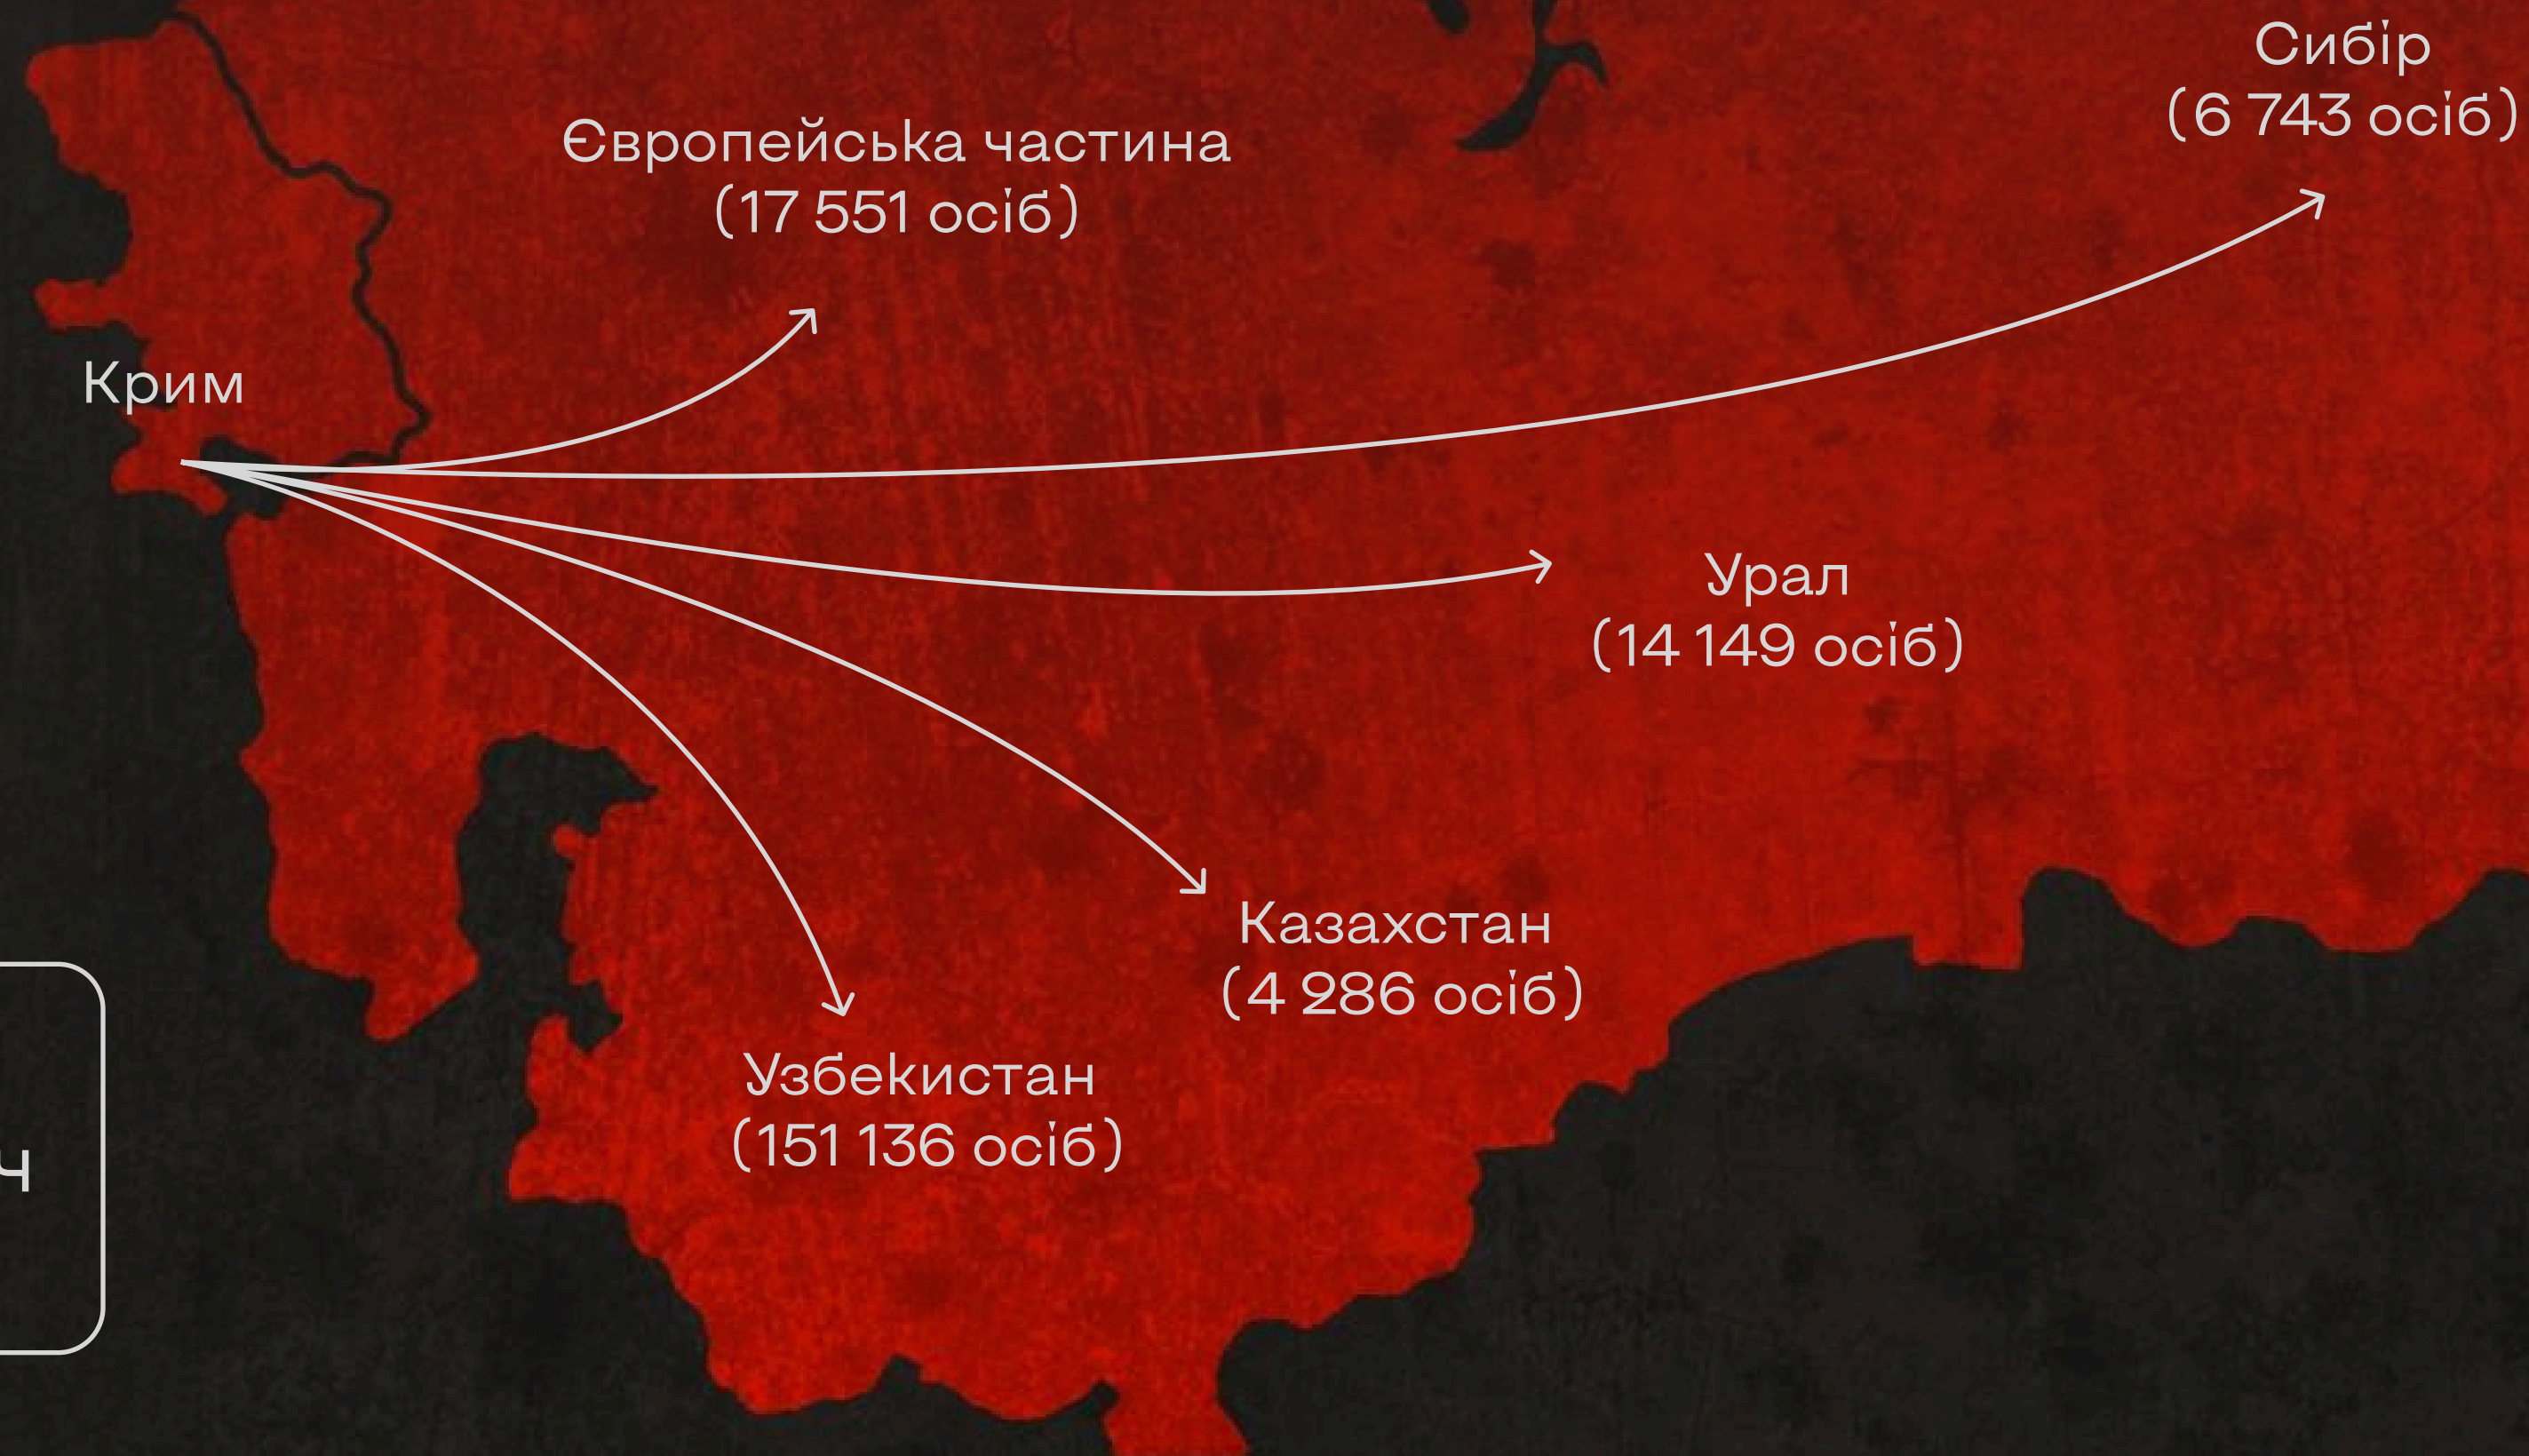 Сибір
(6 743 осіб)
Європейська частина
(17 551 осіб)
Крим
Урал
(14 149 осіб)
Казахстан
(4 286 осіб)
Узбекистан
(151 136 осіб)